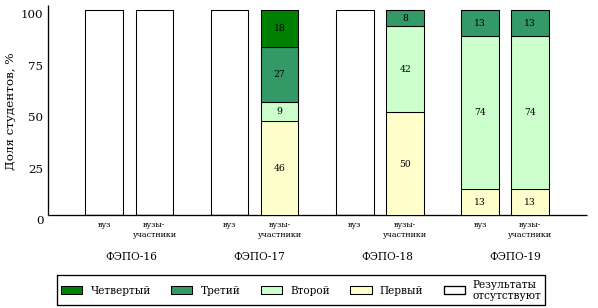 Доля студентов, %
100
75
50
25
0
18
27
9
46
8
42
50
13
74
13
13
74
13
вуз
вузы-
участники
вуз
вузы-
участники
вуз
вузы-
участники
вуз
вузы-
участники
ФЭПО-16
ФЭПО-17
ФЭПО-18
ФЭПО-19
Четвертый
Третий
Второй
Первый
Результаты
отсутствуют